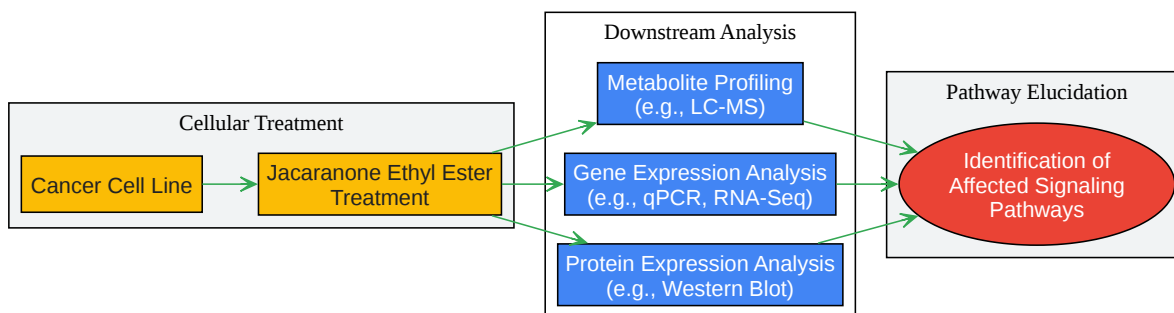 Cellular Treatment
Cancer Cell Line
Jacaranone Ethyl Ester
Treatment
Downstream Analysis
Metabolite Profiling
(e.g., LC-MS)
Gene Expression Analysis
(e.g., qPCR, RNA-Seq)
Protein Expression Analysis
(e.g., Western Blot)
Pathway Elucidation
Identification of
Affected Signaling
Pathways